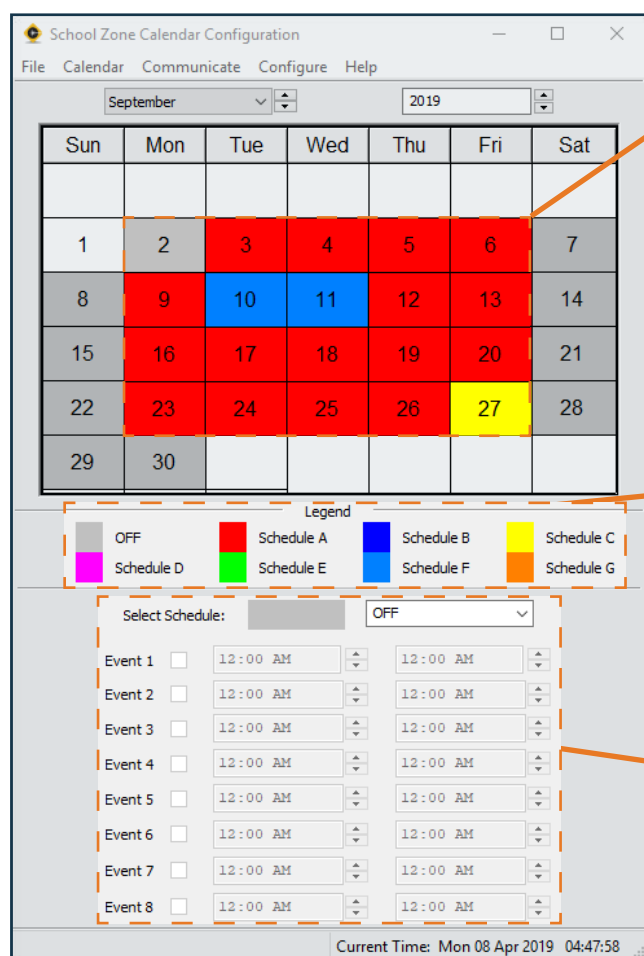 School Zone Calendar Configuration
File Calendar Communicate Configure Help
September 2019
Sun Mon Tue Wed Thu Fri Sat
1 2 3 4 5 6 7
8 9 10 11 12 13 14
15 16 17 18 19 20 21
22 23 24 25 26 27 28
29 30
Legend
OFF Schedule A Schedule B Schedule C
Schedule D Schedule E Schedule F Schedule G
Select Schedule: OFF
Event 1 12:00 AM 12:00 AM
Event 2 12:00 AM 12:00 AM
Event 3 12:00 AM 12:00 AM
Event 4 12:00 AM 12:00 AM
Event 5 12:00 AM 12:00 AM
Event 6 12:00 AM 12:00 AM
Event 7 12:00 AM 12:00 AM
Event 8 12:00 AM 12:00 AM
Current Time: Mon 08 Apr 2019 04:47:58